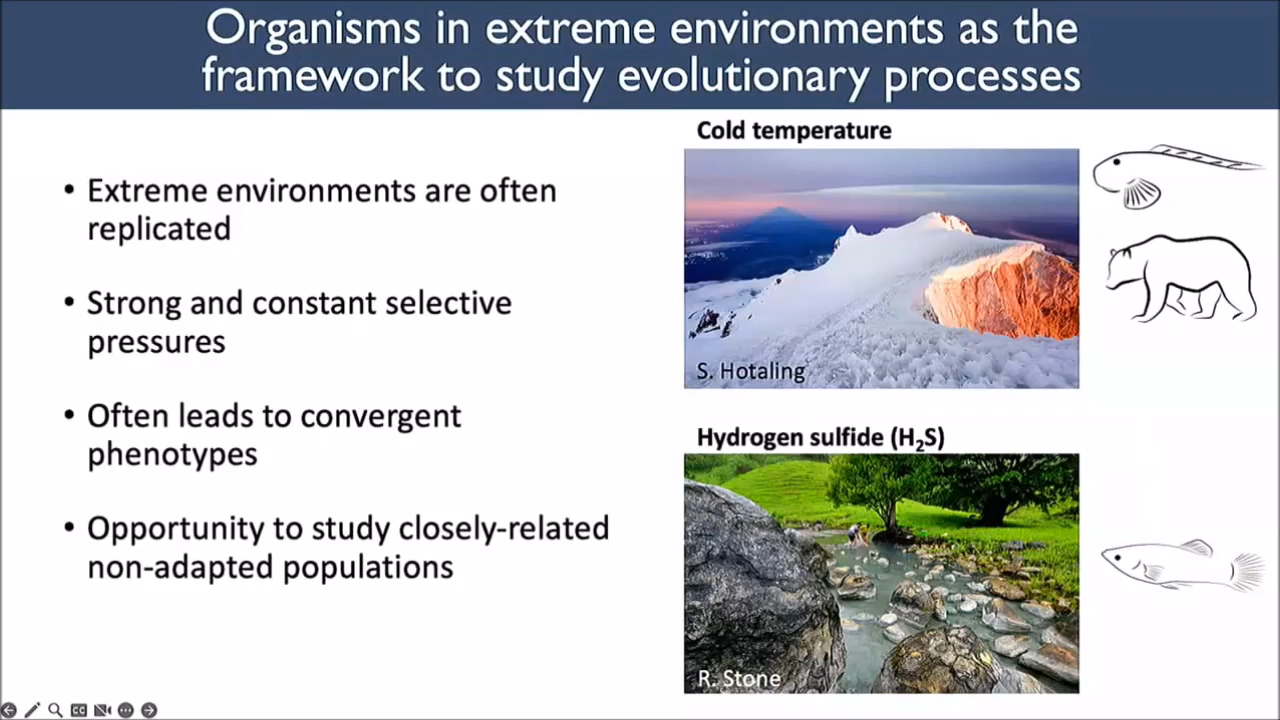 Organisms in extreme environments as the
framework to study evolutionary processes
• Extreme environments are often
replicated
• Strong and constant selective
pressures
• Often leads to convergent
phenotypes
• Opportunity to study closely-related
non-adapted populations
Cold temperature
S. Hotaling
Hydrogen sulfide (H₂S)
R. Stone
CC